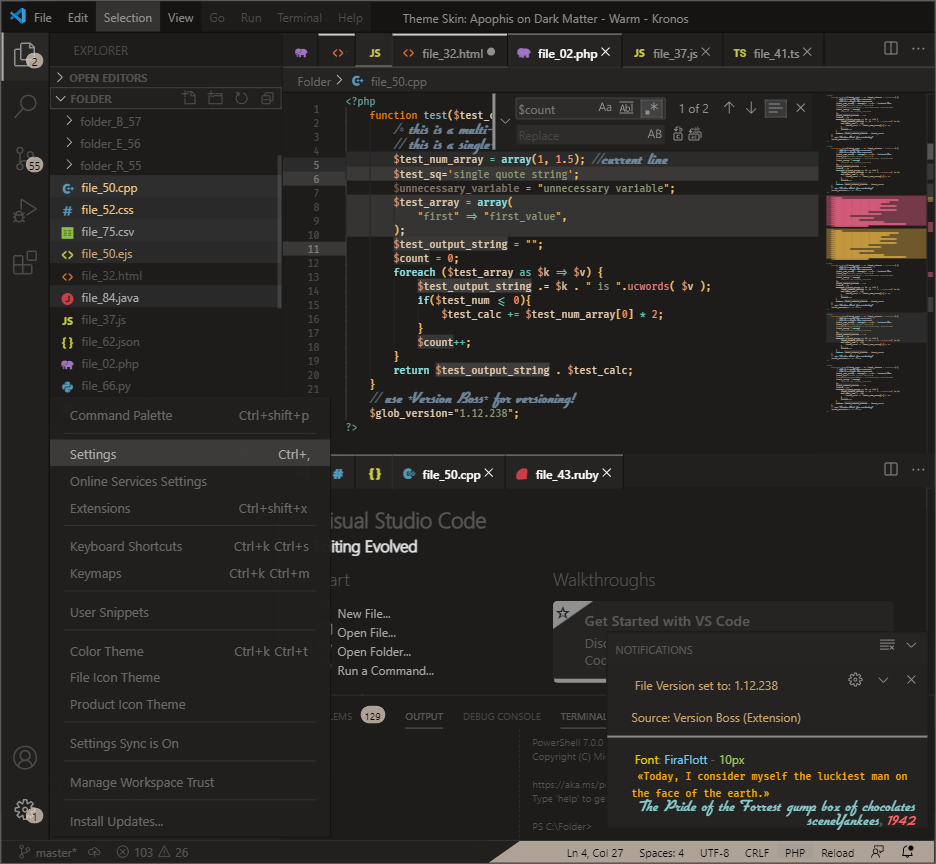 File Edit Selection View Go Run Terminal Help Theme Skin: Apophis on Dark Matter - Warm - Kronos
2
EXPLORER
JS file_32.html file_02.php JS file_37.js TS file_41.ts
OPEN EDITORS
FOLDER
Folder file_50.cpp
folder_B_57
folder_E_56
folder_R_55
55
file_50.cpp
file_52.css
file_75.csv
file_50.ejs
file_32.html
file_84.java
JS file_37.js
file_62.json
file_02.php
file_66.py
$count Aa Abl .* 1 of 2
Replace AB
1 <?php
2 function test($test_c
3 /* this is a multi-
4 // this is a single
5 $test_num_array = array(1, 1.5); //current line
6 $test_sq='single quote string';
7 $unnecessary_variable = "unnecessary variable";
8 $test_array = array(
9 "first" => "first_value",
10 );
11 $test_output_string = "";
12 $count = 0;
13 foreach ($test_array as $k => $v) {
14 $test_output_string .= $k . " is ".ucwords( $v );
15 if($test_num <= 0){
16 $test_calc += $test_num_array[0] * 2;
17 }
18 $count++;
19 }
20 return $test_output_string . $test_calc;
21 }
// use *Version Boss* for versioning!
$glob_version="1.12.238";
?>
Command Palette Ctrl+shift+p
Settings Ctrl+,
Online Services Settings
Extensions Ctrl+shift+x
Keyboard Shortcuts Ctrl+k Ctrl+s
Keymaps Ctrl+k Ctrl+m
User Snippets
Color Theme Ctrl+k Ctrl+t
File Icon Theme
Product Icon Theme
Settings Sync is On
Manage Workspace Trust
Install Updates...
1
# {} file_50.cpp file_43.ruby
isual Studio Code
iting Evolved
art
New File...
Open File...
Open Folder...
Run a Command...
Walkthroughs
Get Started with VS Code
Disc
Coc
LEMS 129 OUTPUT DEBUG CONSOLE TERMINAL
PowerShell 7.0.0
Copyright (C) Mi
https://aka.ms/p
Type 'help' to ge
PS C:\Folder>
NOTIFICATIONS
File Version set to: 1.12.238
Source: Version Boss (Extension)
Font: FiraFlott - 10px
«Today, I consider myself the luckiest man on
the face of the earth.»
The Pride of the Forrest gump box of chocolates
sceneYankees, 1942
master* 103 26 Ln 4, Col 27 Spaces: 4 UTF-8 CRLF PHP Reload